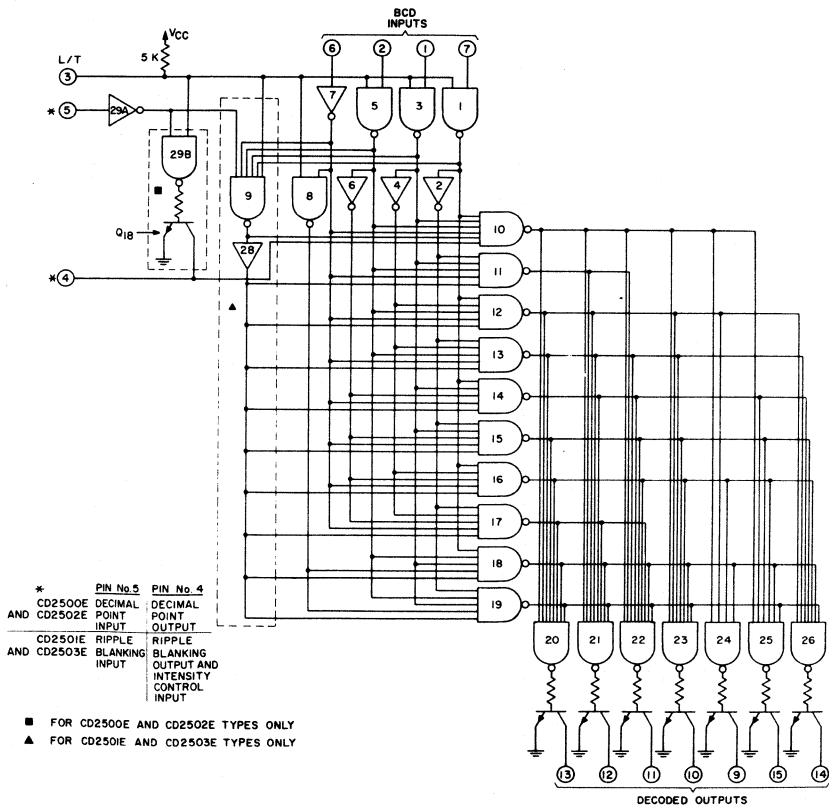 BCD
INPUTS
VCC
5 K
L/T
6
2
1
7
3
* 5
29A
7
5
3
1
29B
9
8
6
4
2
Q18
28
* 4
10
11
12
13
14
15
16
17
18
19
20
21
22
23
24
25
26
* PIN No. 5 PIN No. 4
CD2500E DECIMAL DECIMAL
AND CD2502E POINT POINT
INPUT OUTPUT
CD2501E RIPPLE RIPPLE
AND CD2503E BLANKING BLANKING
INPUT OUTPUT AND
INTENSITY
CONTROL
INPUT
■ FOR CD2500E AND CD2502E TYPES ONLY
▲ FOR CD2501E AND CD2503E TYPES ONLY
13 12 11 10 9 15 14
DECODED OUTPUTS